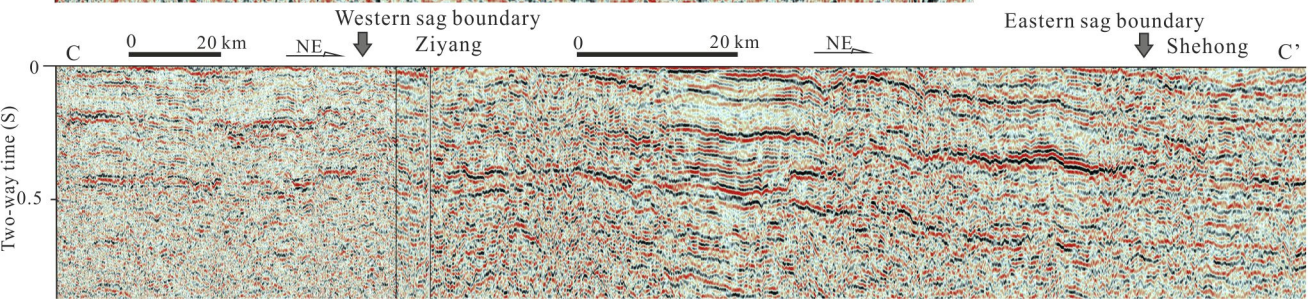 Western sag boundary
Eastern sag boundary
C
0
20 km
NE
Ziyang
0
20 km
NE
Shehong
C’
0
0.5
Two-way time (S)